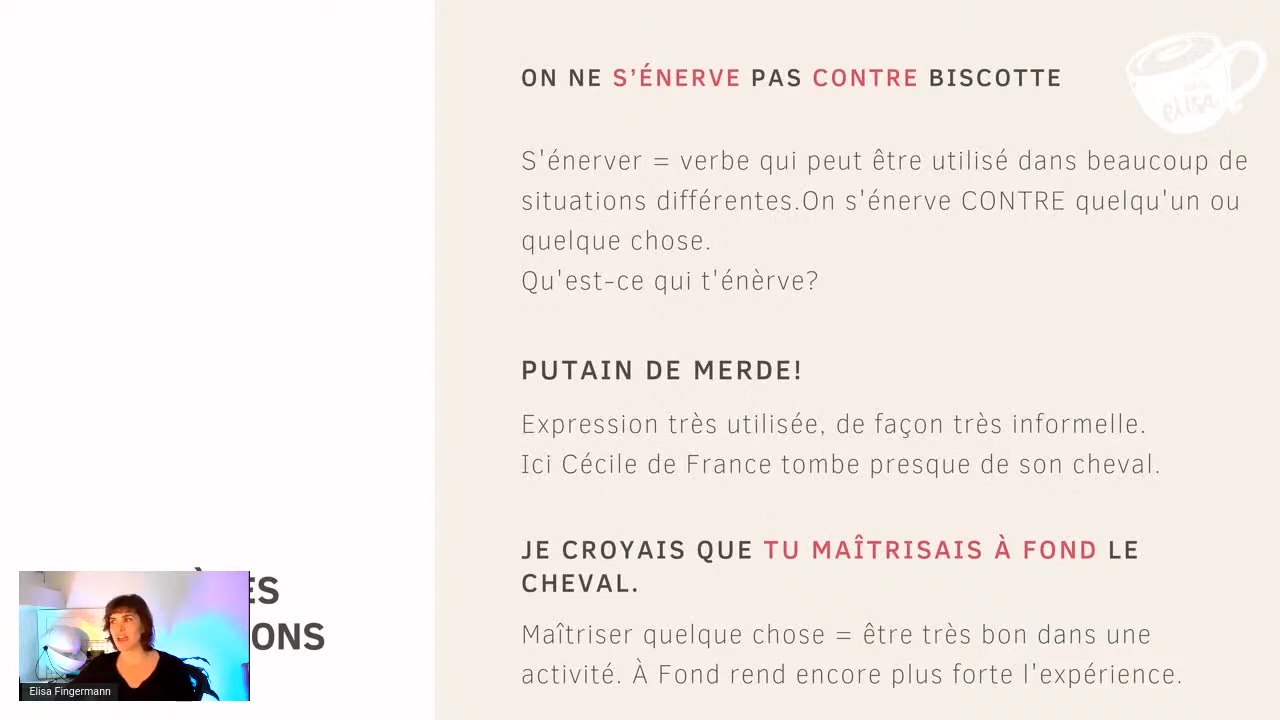 ON NE S'ÉNERVE PAS CONTRE BISCOTTE
S'énerver = verbe qui peut être utilisé dans beaucoup de
situations différentes.On s'énerve CONTRE quelqu'un ou
quelque chose.
Qu'est-ce qui t'énèrve?
PUTAIN DE MERDE!
Expression très utilisée, de façon très informelle.
Ici Cécile de France tombe presque de son cheval.
JE CROYAIS QUE TU MAÎTRISAIS À FOND LE
CHEVAL.
Maîtriser quelque chose = être très bon dans une
activité. À Fond rend encore plus forte l'expérience.
ES
ONS
Elisa Fingermann
elisa